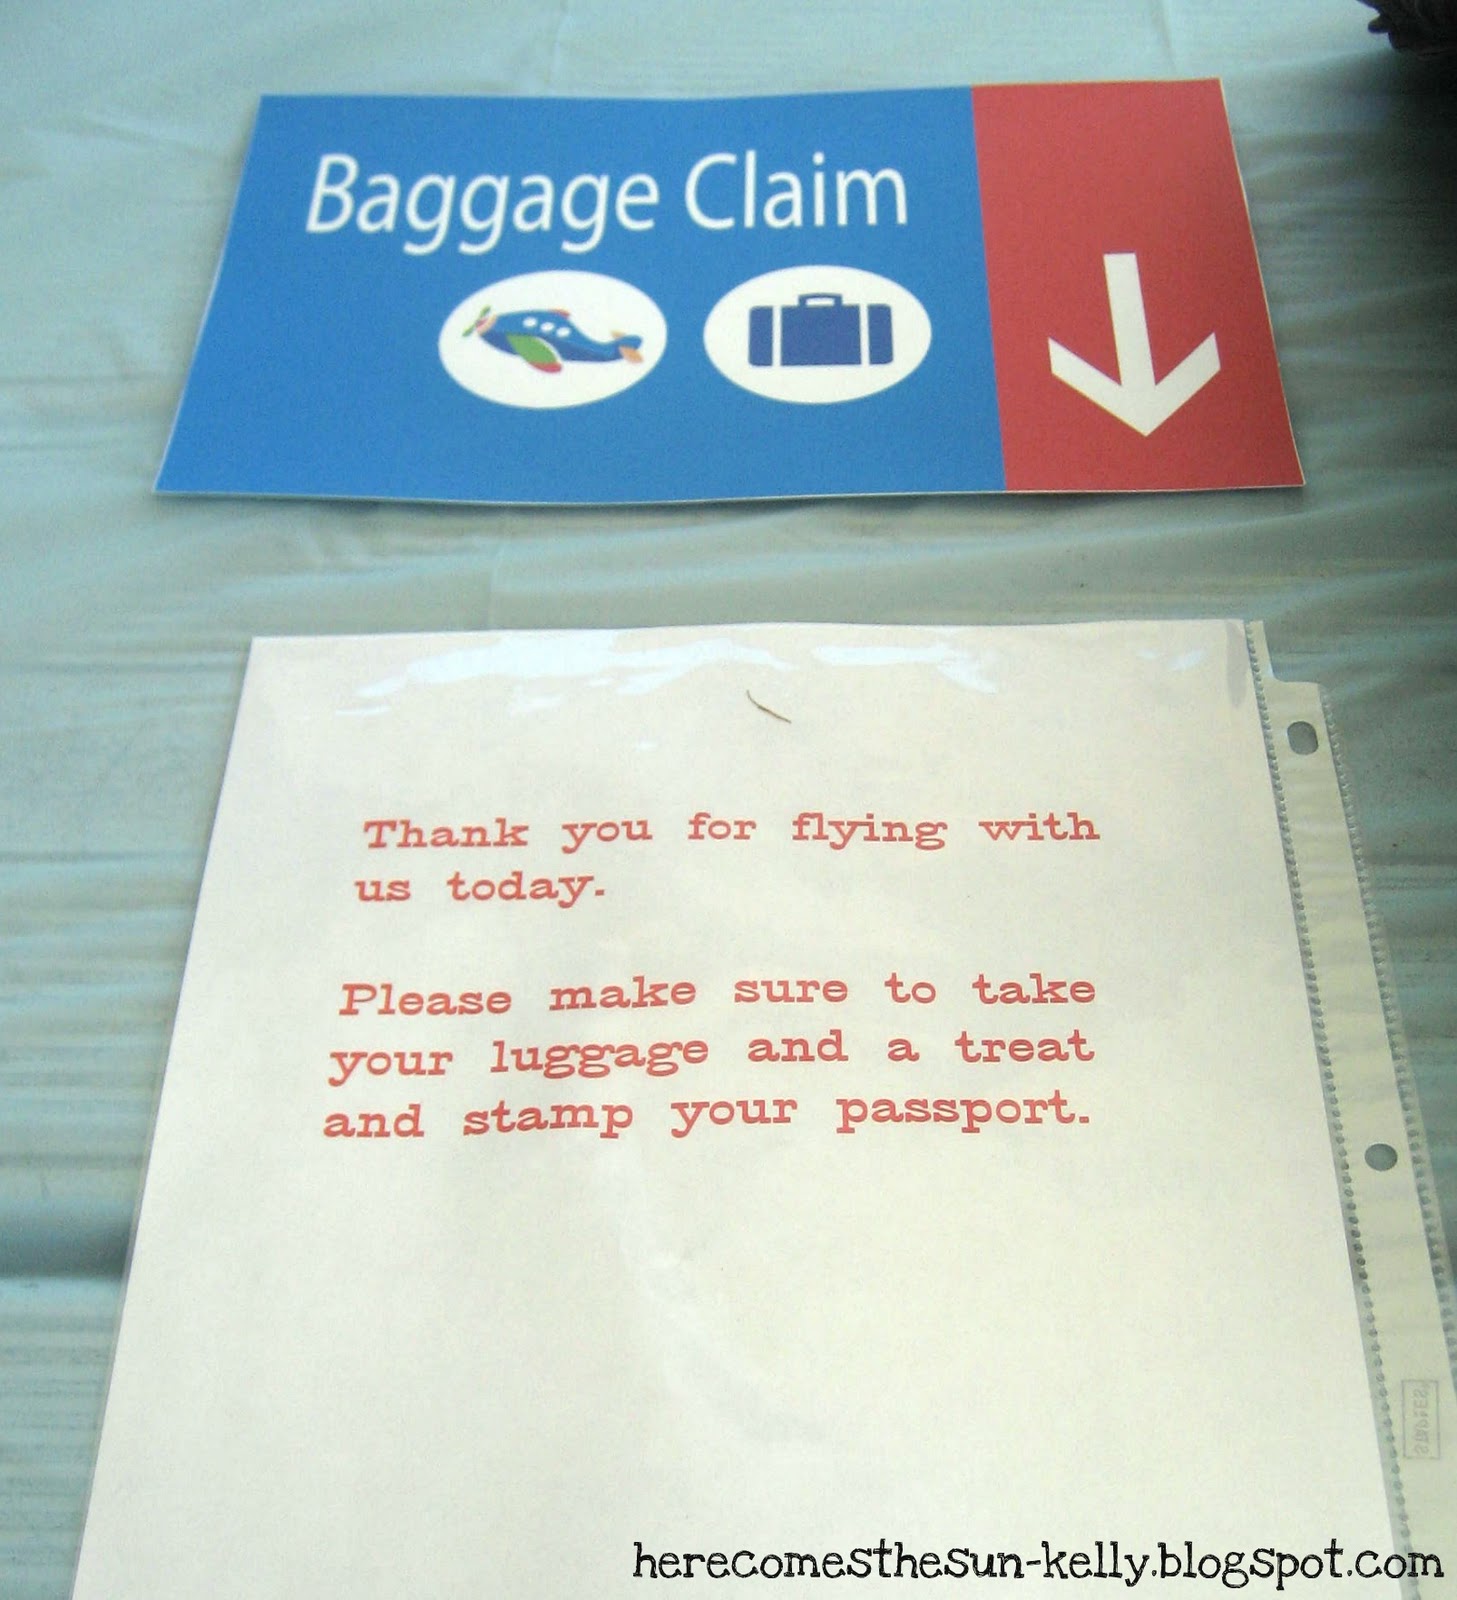 Baggage Claim
Thank you for flying with
us today.
Please make sure to take
your luggage and a treat
and stamp your passport.
STAPLES
herecomesthesun-kelly.blogspot.com